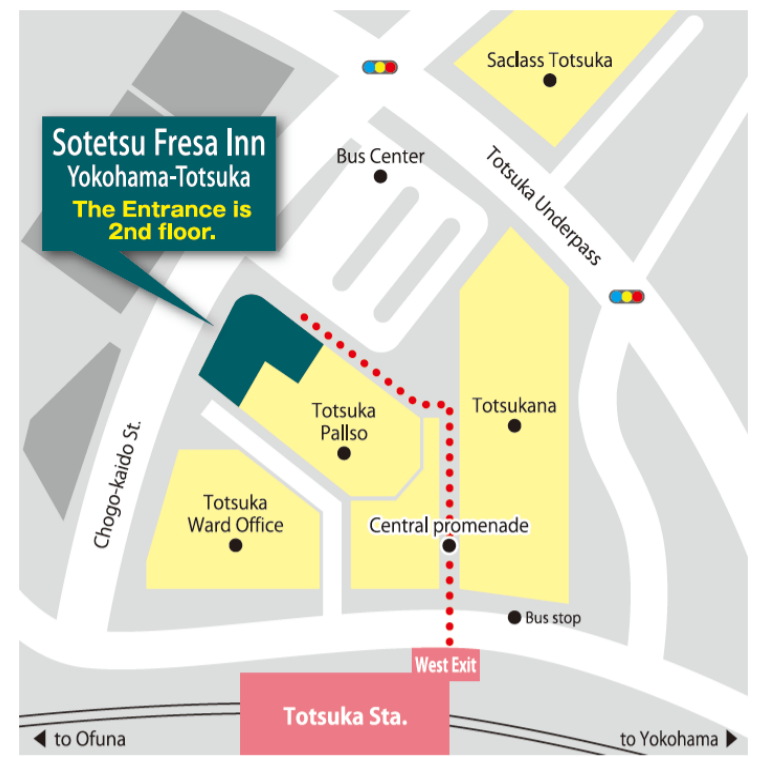 Saclass Totsuka
Sotetsu Fresa Inn
Yokohama-Totsuka
The Entrance is
2nd floor.
Bus Center
Totsuka Underpass
Totsuka
Pallso
Totsukana
Chogo-kaido St.
Totsuka
Ward Office
Central promenade
Bus stop
West Exit
Totsuka Sta.
◀ to Ofuna
to Yokohama ▶